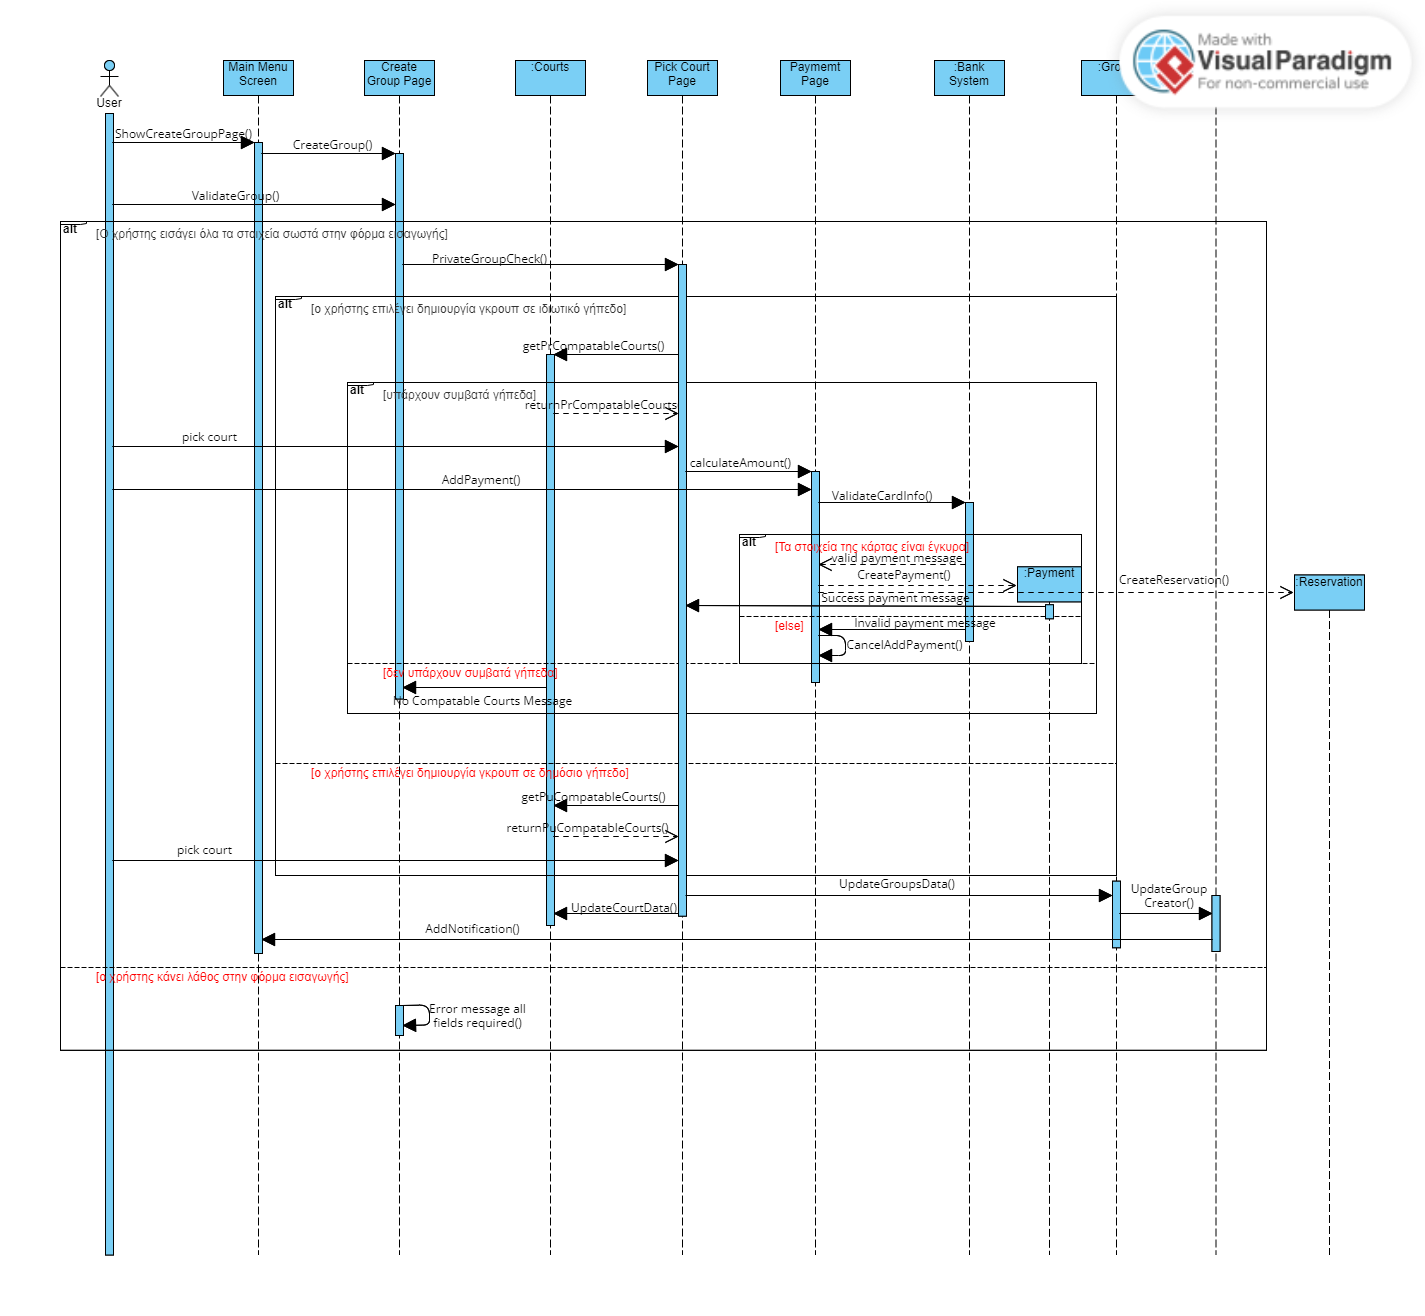 Made with
VisualParadigm
For non-commercial use
User
Main Menu
Screen
Create
Group Page
:Courts
Pick Court
Page
Paymemt
Page
:Bank
System
:Gro
ShowCreateGroupPage()
CreateGroup()
ValidateGroup()
alt
[Ο χρήστης εισάγει όλα τα στοιχεία σωστά στην φόρμα εισαγωγής]
PrivateGroupCheck()
alt
[ο χρήστης επιλέγει δημιουργία γκρουπ σε ιδιωτικό γήπεδο]
getPrCompatableCourts()
alt
[υπάρχουν συμβατά γήπεδα]
returnPrCompatableCourts
pick court
calculateAmount()
AddPayment()
ValidateCardInfo()
alt
[Τα στοιχεία της κάρτας είναι έγκυρα]
valid payment message
CreatePayment()
:Payment
CreateReservation()
:Reservation
Success payment message
[else]
Invalid payment message
CancelAddPayment()
[δεν υπάρχουν συμβατά γήπεδα]
No Compatable Courts Message
[ο χρήστης επιλέγει δημιουργία γκρουπ σε δημόσιο γήπεδο]
getPuCompatableCourts()
returnPuCompatableCourts()
pick court
UpdateGroupsData()
UpdateGroup
Creator()
UpdateCourtData()
AddNotification()
[ο χρήστης κάνει λάθος στην φόρμα εισαγωγής]
Error message all
fields required()